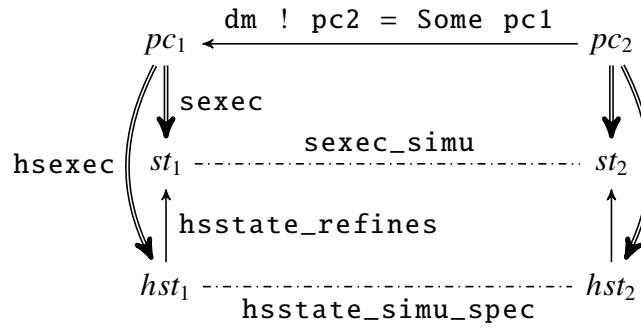 dm ! pc2 = Some pc1
pc₁ pc₂
sexec
hsexec
st₁ sexec_simu st₂
hsstate_refines
hst₁ hst₂
hsstate_simu_spec